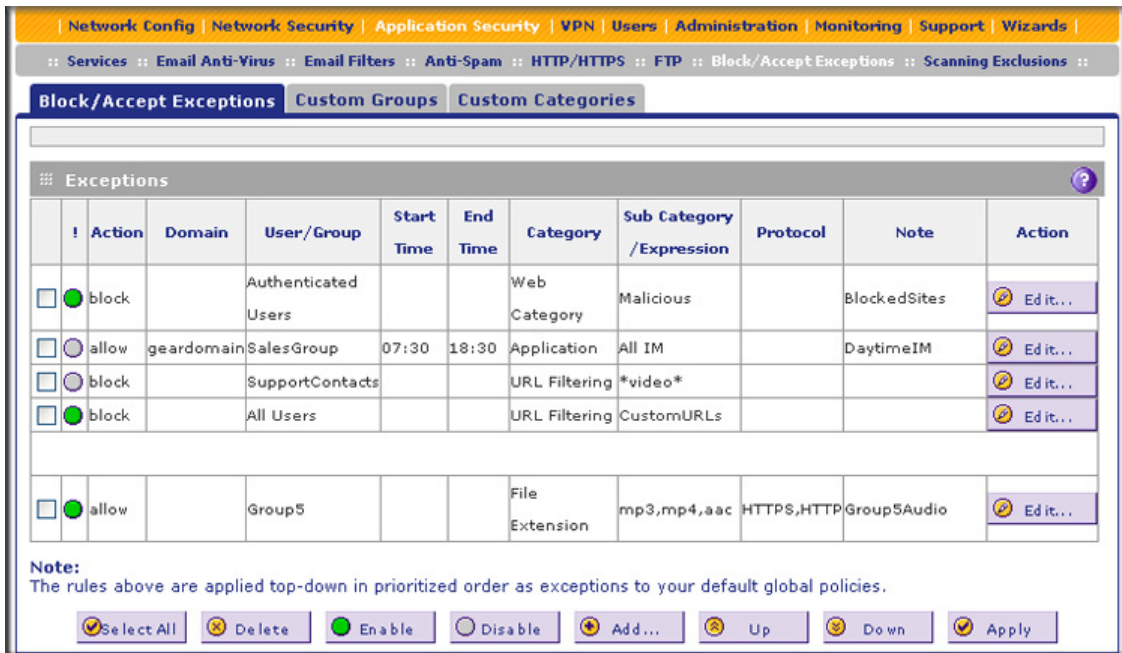 | Network Config | Network Security | Application Security | VPN | Users | Administration | Monitoring | Support | Wizards |
:: Services :: Email Anti-Virus :: Email Filters :: Anti-Spam :: HTTP/HTTPS :: FTP :: Block/Accept Exceptions :: Scanning Exclusions ::
Block/Accept Exceptions Custom Groups Custom Categories
Exceptions ?
! Action Domain User/Group Start Time End Time Category Sub Category /Expression Protocol Note Action
block Authenticated Users Web Category Malicious BlockedSites Edit...
allow geardomain SalesGroup 07:30 18:30 Application All IM DaytimeIM Edit...
block SupportContacts URL Filtering *video* Edit...
block All Users URL Filtering CustomURLs Edit...
allow Group5 File Extension mp3,mp4,aac HTTPS,HTTP Group5Audio Edit...
Note:
The rules above are applied top-down in prioritized order as exceptions to your default global policies.
Select All Delete Enable Disable Add... Up Down Apply